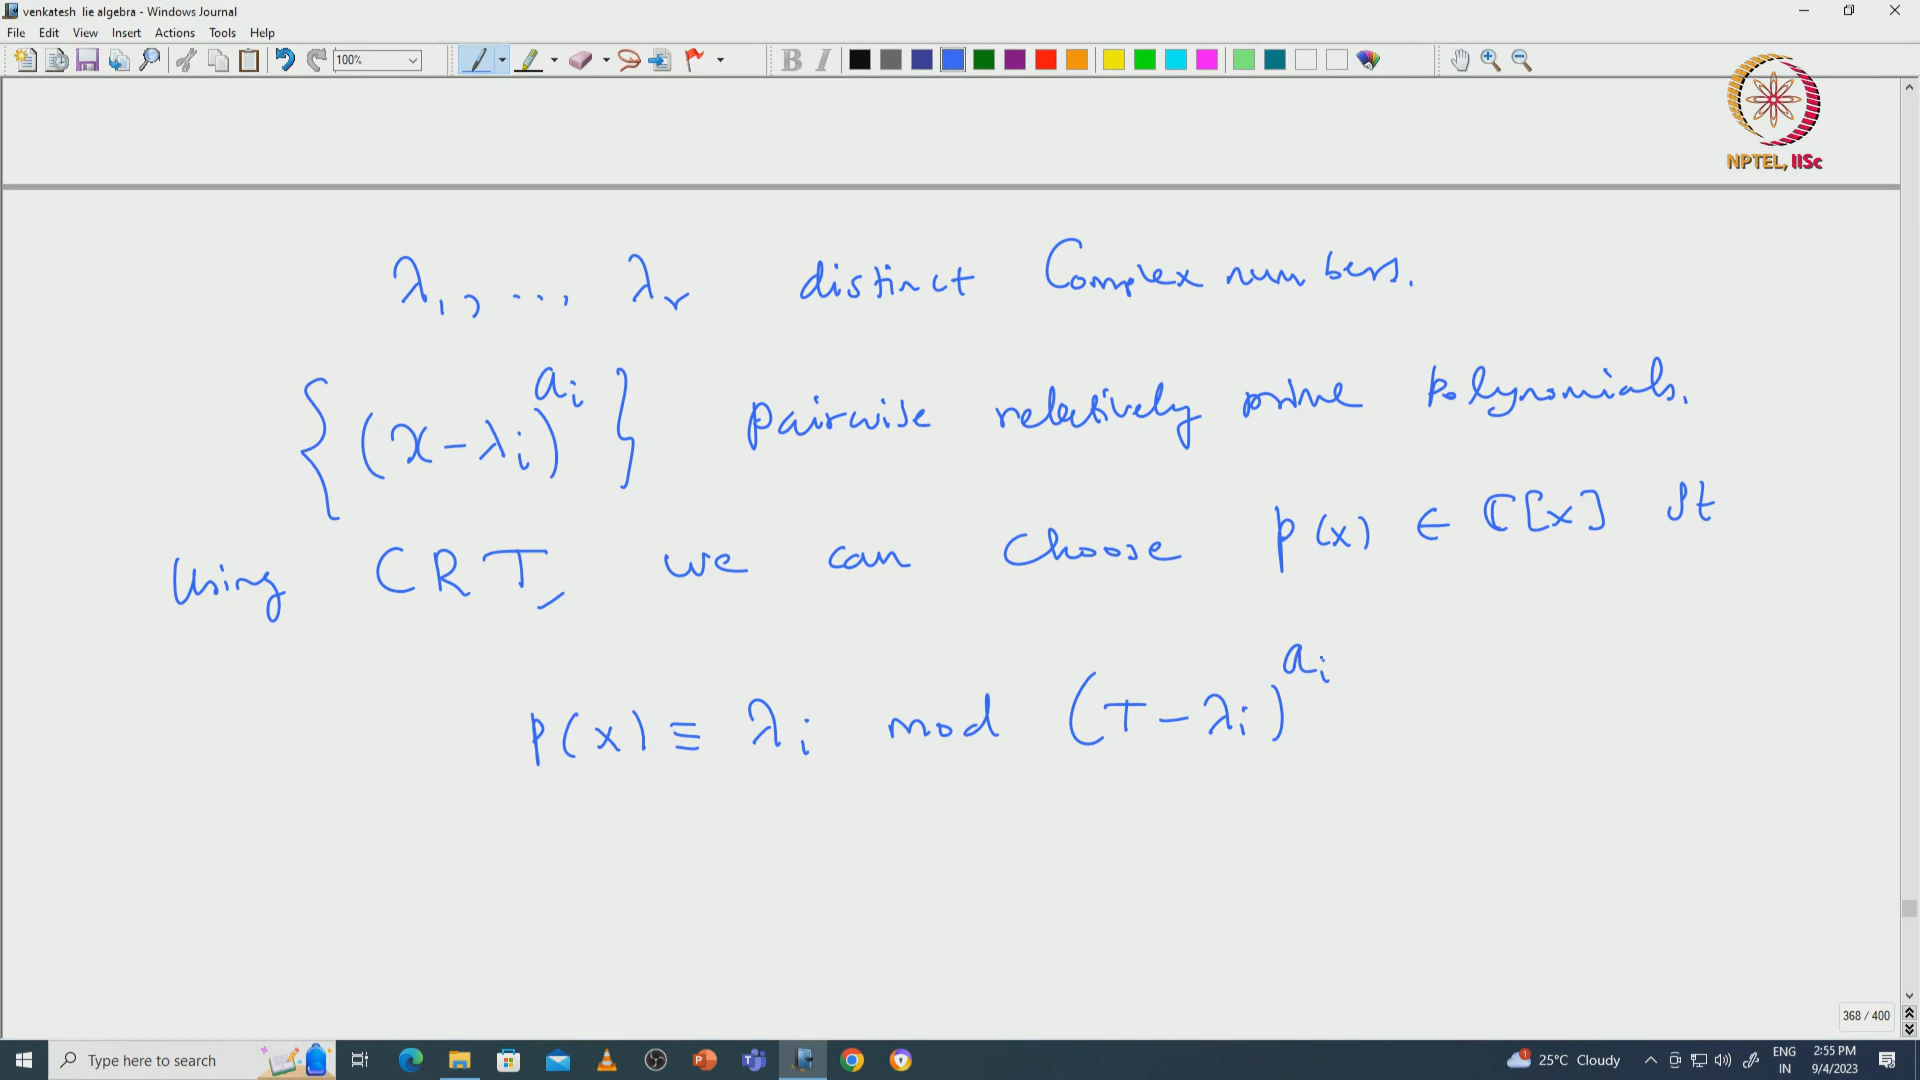 venkatesh lie algebra - Windows Journal
File Edit View Insert Actions Tools Help
100%
B I
NPTEL, IISc
λ₁, ..., λᵣ distinct Complex numbers.
{(x-λᵢ)^aᵢ} pairwise relatively prime polynomials.
Using CRT, we can choose p(x) ∈ ℂ[x] st
p(x) ≡ λᵢ mod (T-λᵢ)^aᵢ
368 / 400
Type here to search
25°C Cloudy
ENG
IN
2:55 PM
9/4/2023